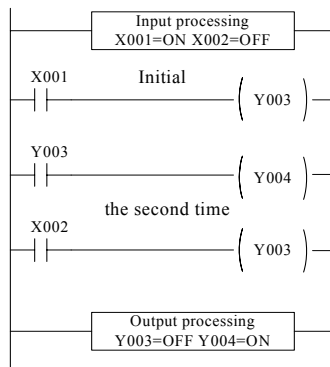 Input processing
X001=ON X002=OFF
X001
Initial
Y003
Y003
Y004
the second time
X002
Y003
Output processing
Y003=OFF Y004=ON